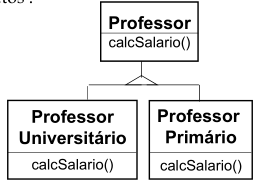 Professor
calcSalario()
Professor
Universitário
calcSalario()
Professor
Primário
calcSalario()